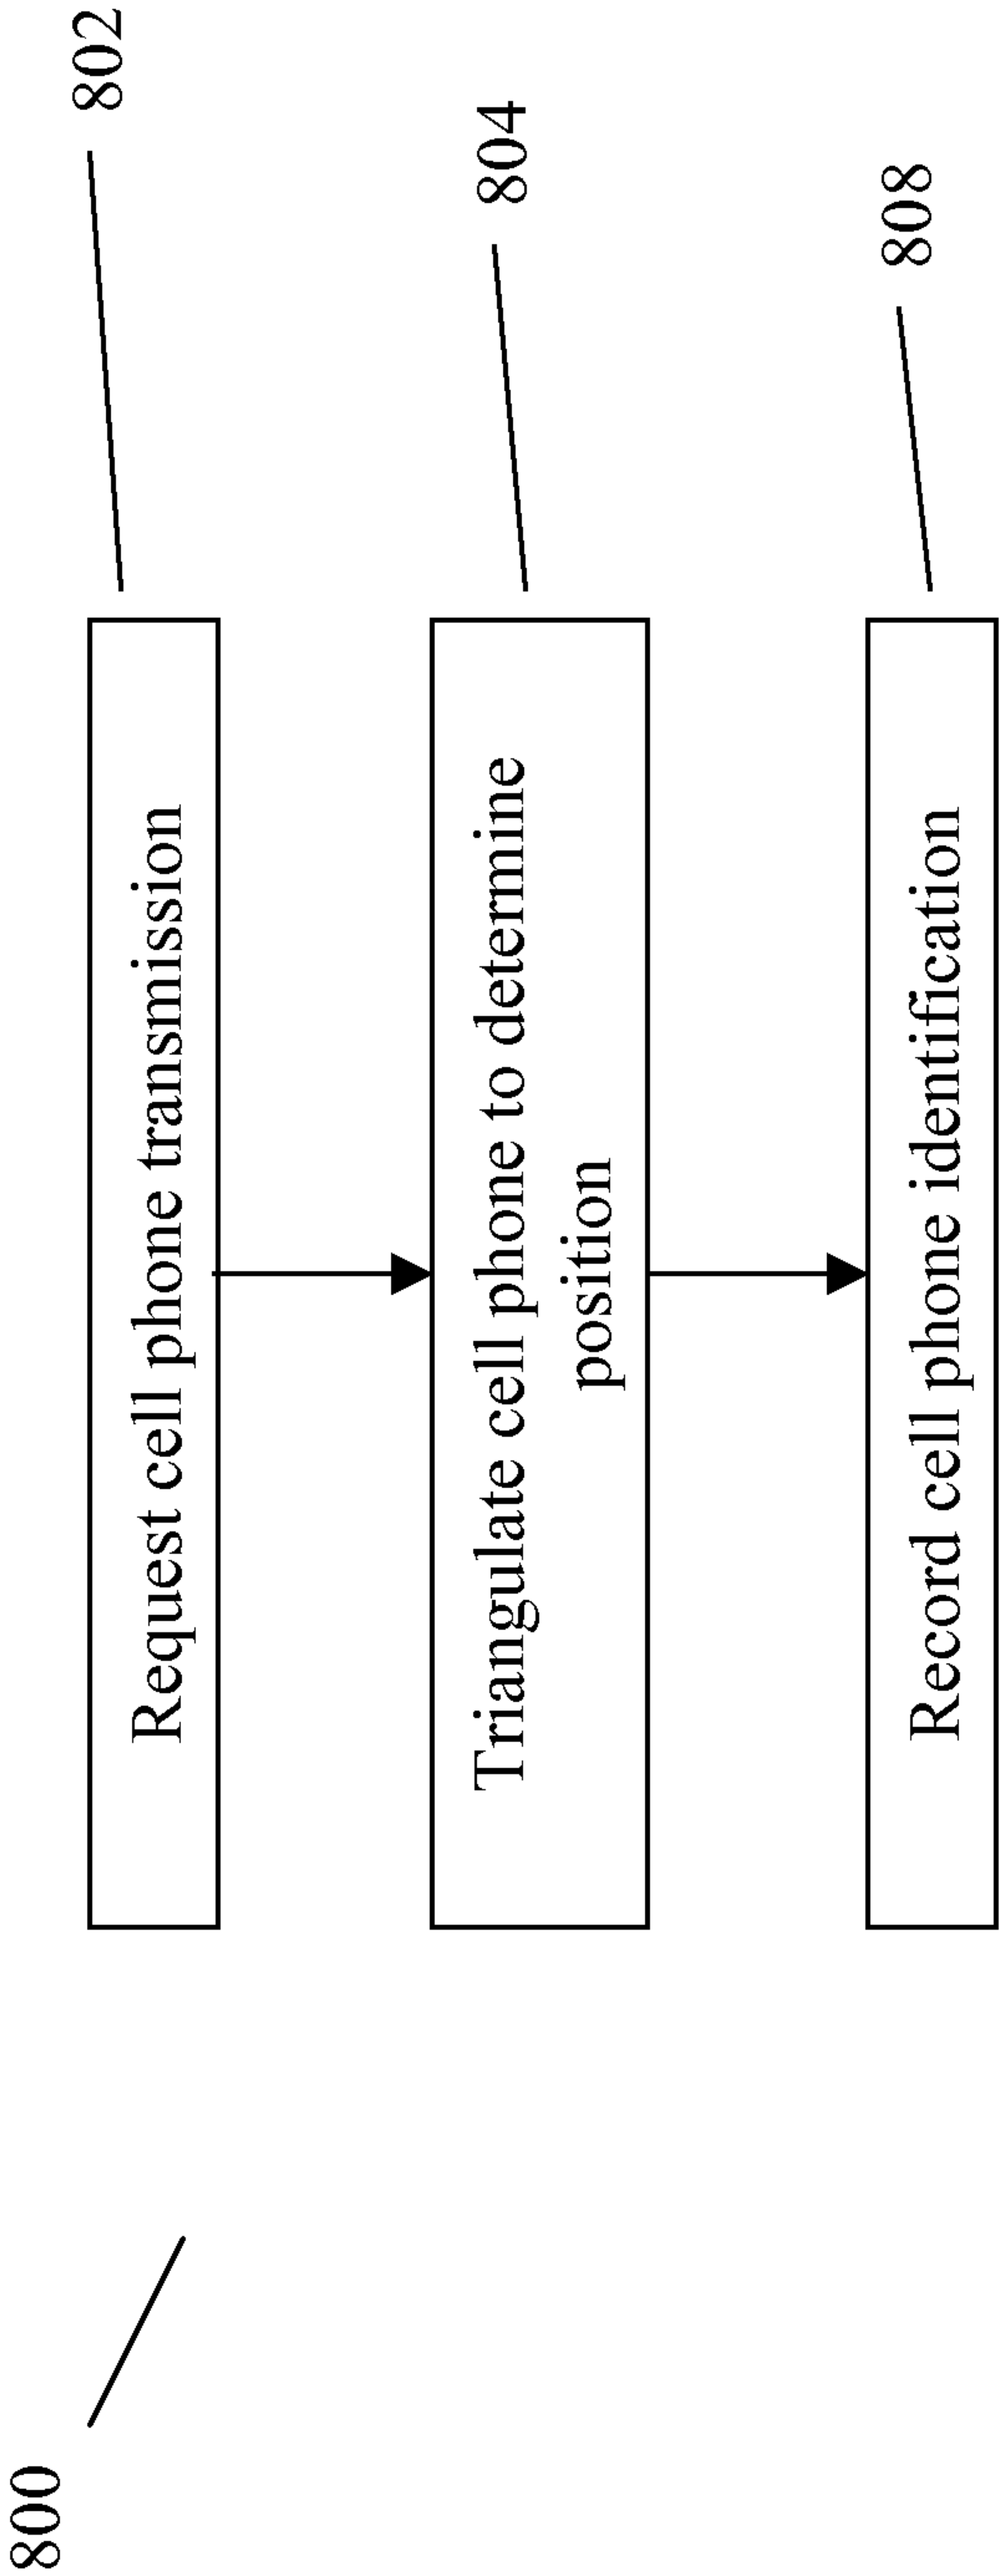 800
Request cell phone transmission
802
Triangulate cell phone to determine
position
804
Record cell phone identification
808